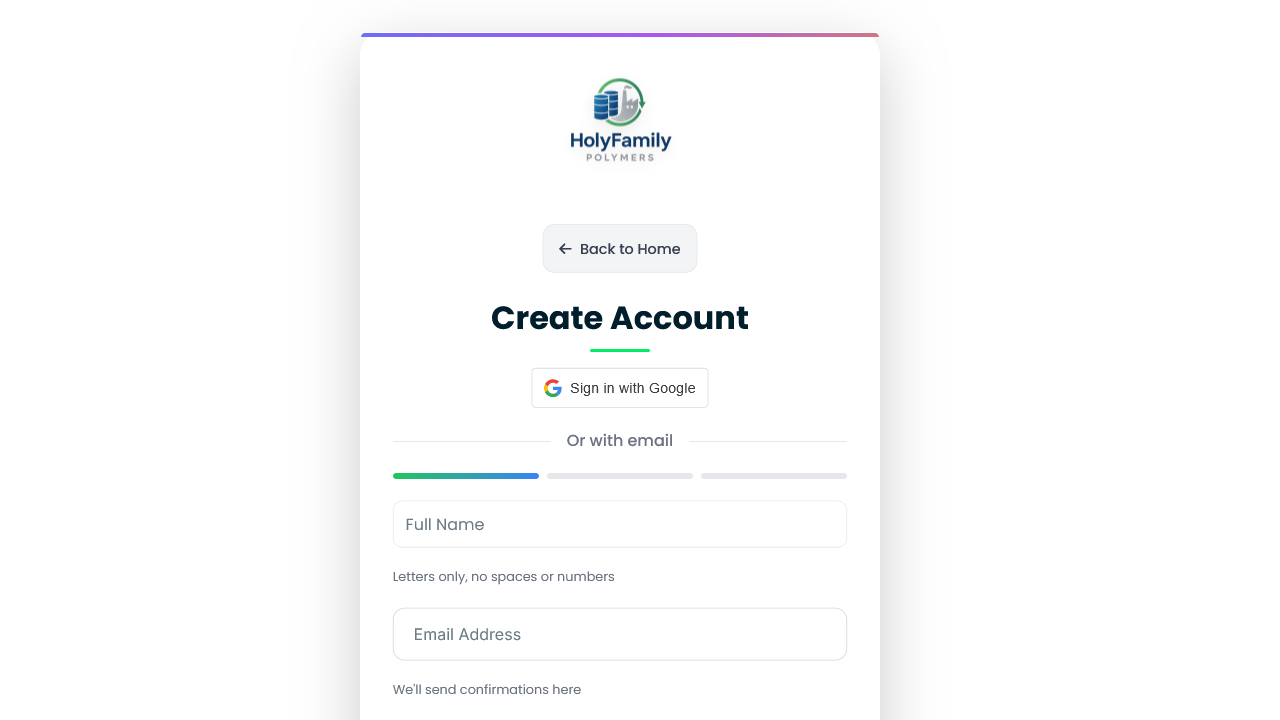 HolyFamily
POLYMERS
Back to Home
Create Account
Sign in with Google
Or with email
Full Name
Letters only, no spaces or numbers
Email Address
We'll send confirmations here